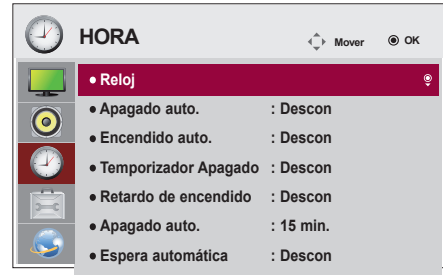 HORA
Mover OK
• Reloj
• Apagado auto. : Descon
• Encendido auto. : Descon
• Temporizador Apagado : Descon
• Retardo de encendido : Descon
• Apagado auto. : 15 min.
• Espera automática : Descon